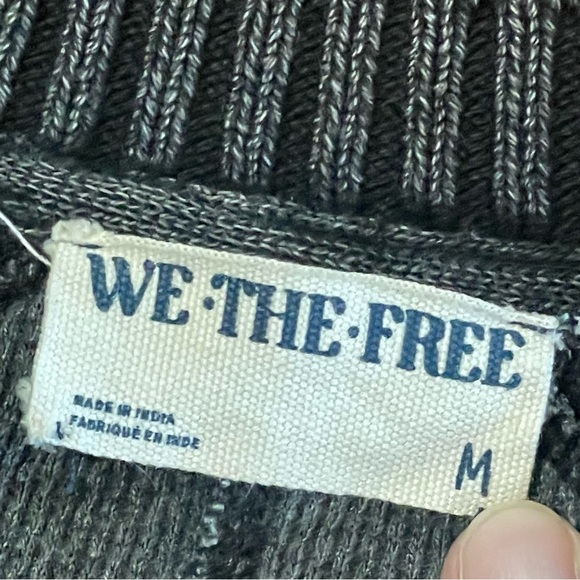 WE·THE·FREE
MADE IN INDIA
FABRIQUÉ EN INDE
M